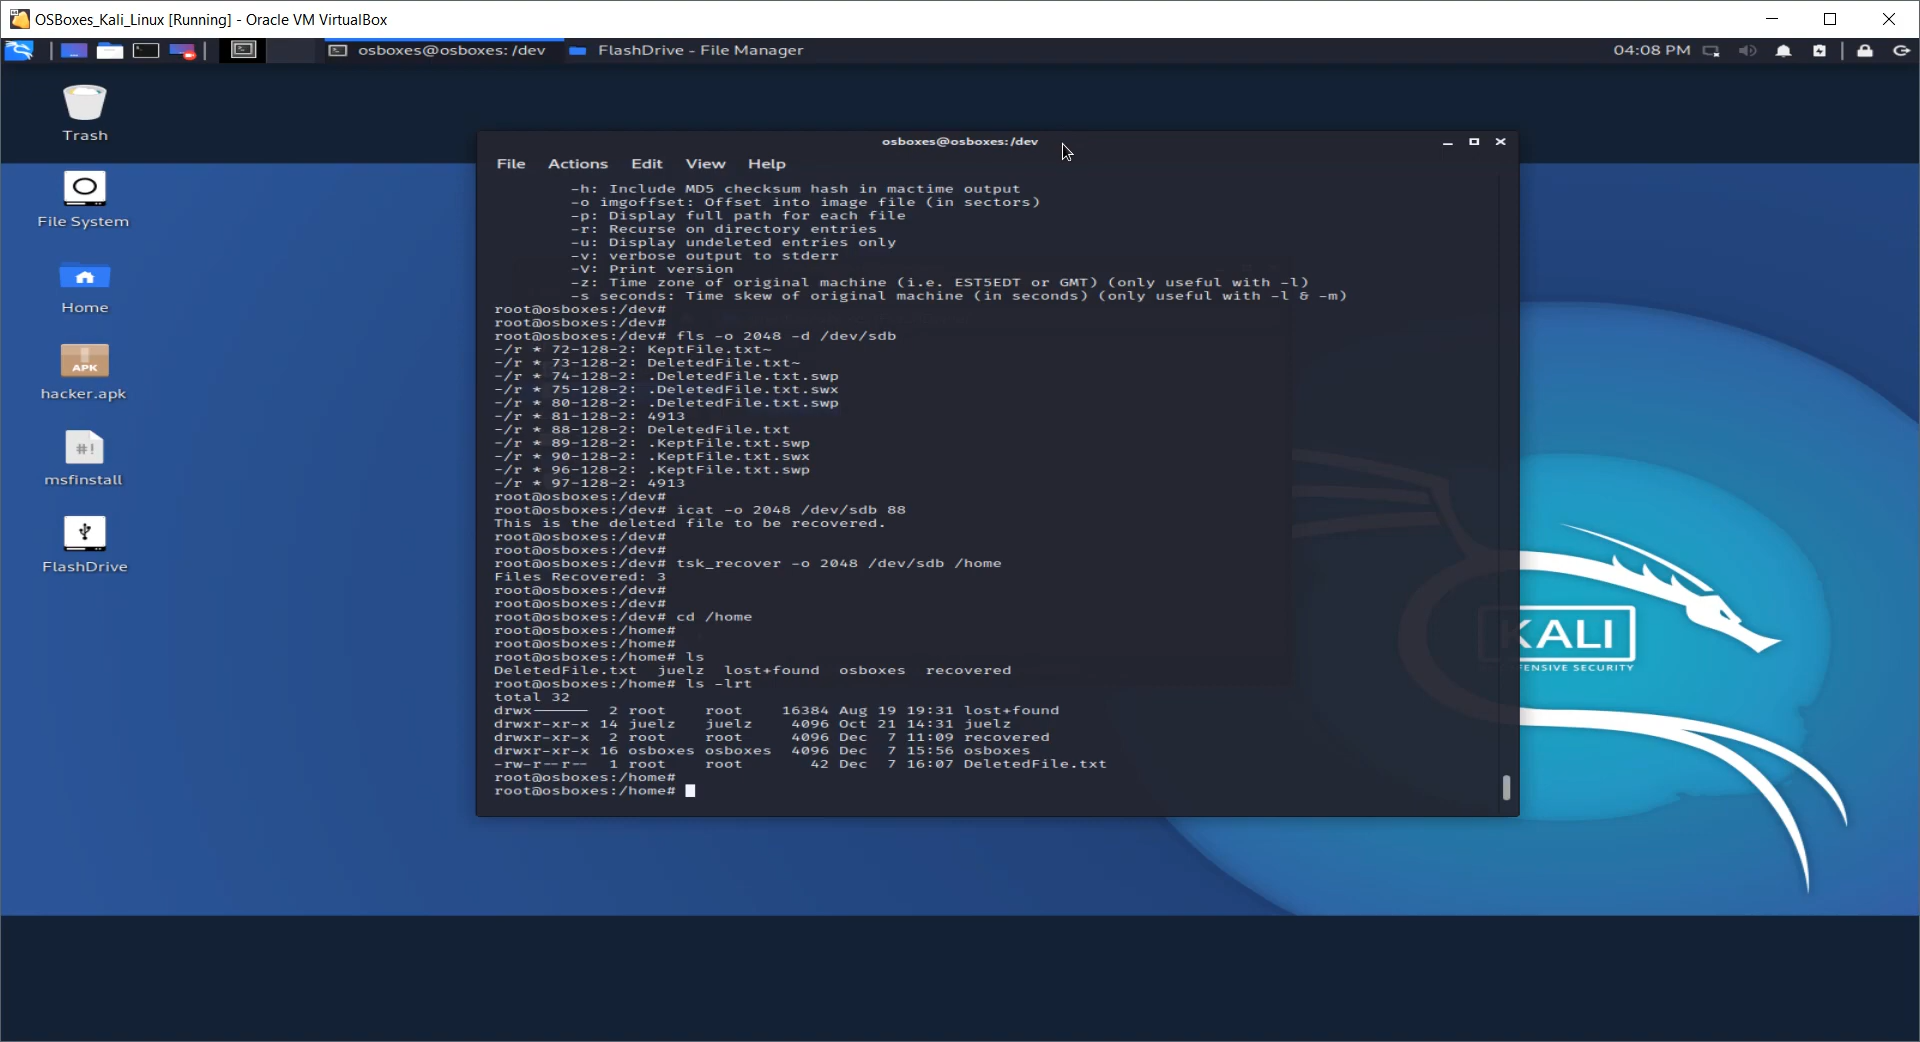 OSBoxes_Kali_Linux [Running] - Oracle VM VirtualBox
osboxes@osboxes: /dev
FlashDrive - File Manager
04:08 PM
Trash
File System
Home
APK
hacker.apk
#!
msfinstall
FlashDrive
osboxes@osboxes:/dev
File Actions Edit View Help
-h: Include MD5 checksum hash in mactime output
-o imgoffset: Offset into image file (in sectors)
-p: Display full path for each file
-r: Recurse on directory entries
-u: Display undeleted entries only
-v: verbose output to stderr
-V: Print version
-z: Time zone of original machine (i.e. EST5EDT or GMT) (only useful with -l)
-s seconds: Time skew of original machine (in seconds) (only useful with -l & -m)
root@osboxes:/dev#
root@osboxes:/dev#
root@osboxes:/dev# fls -o 2048 -d /dev/sdb
-/r * 72-128-2: KeptFile.txt~
-/r * 73-128-2: DeletedFile.txt~
-/r * 74-128-2: .DeletedFile.txt.swp
-/r * 75-128-2: .DeletedFile.txt.swx
-/r * 80-128-2: .DeletedFile.txt.swp
-/r * 81-128-2: 4913
-/r * 88-128-2: DeletedFile.txt
-/r * 89-128-2: .KeptFile.txt.swp
-/r * 90-128-2: .KeptFile.txt.swx
-/r * 96-128-2: .KeptFile.txt.swp
-/r * 97-128-2: 4913
root@osboxes:/dev#
root@osboxes:/dev# icat -o 2048 /dev/sdb 88
This is the deleted file to be recovered.
root@osboxes:/dev#
root@osboxes:/dev#
root@osboxes:/dev# tsk_recover -o 2048 /dev/sdb /home
Files Recovered: 3
root@osboxes:/dev#
root@osboxes:/dev#
root@osboxes:/dev# cd /home
root@osboxes:/home#
root@osboxes:/home#
root@osboxes:/home# ls
DeletedFile.txt juelz lost+found osboxes recovered
root@osboxes:/home# ls -lrt
total 32
drwx------ 2 root root 16384 Aug 19 19:31 lost+found
drwxr-xr-x 14 juelz juelz 4096 Oct 21 14:31 juelz
drwxr-xr-x 2 root root 4096 Dec 7 11:09 recovered
drwxr-xr-x 16 osboxes osboxes 4096 Dec 7 15:56 osboxes
-rw-r--r-- 1 root root 42 Dec 7 16:07 DeletedFile.txt
root@osboxes:/home#
root@osboxes:/home#
KALI
FENSIVE SECURITY